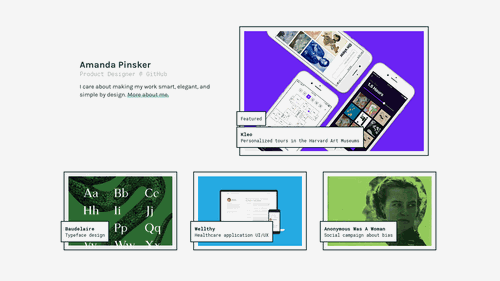 Amanda Pinsker
Product Designer @ GitHub
I care about making my work smart, elegant, and
simple by design. More about me.
Featured
Kleo
Personalized tours in the Harvard Art Museums
Aa Bb Cc
Hh Ii Jj
Pp Qq
Baudelaire
Typeface design
Wellthy
Healthcare application UI/UX
Anonymous Was A Woman
Social campaign about bias